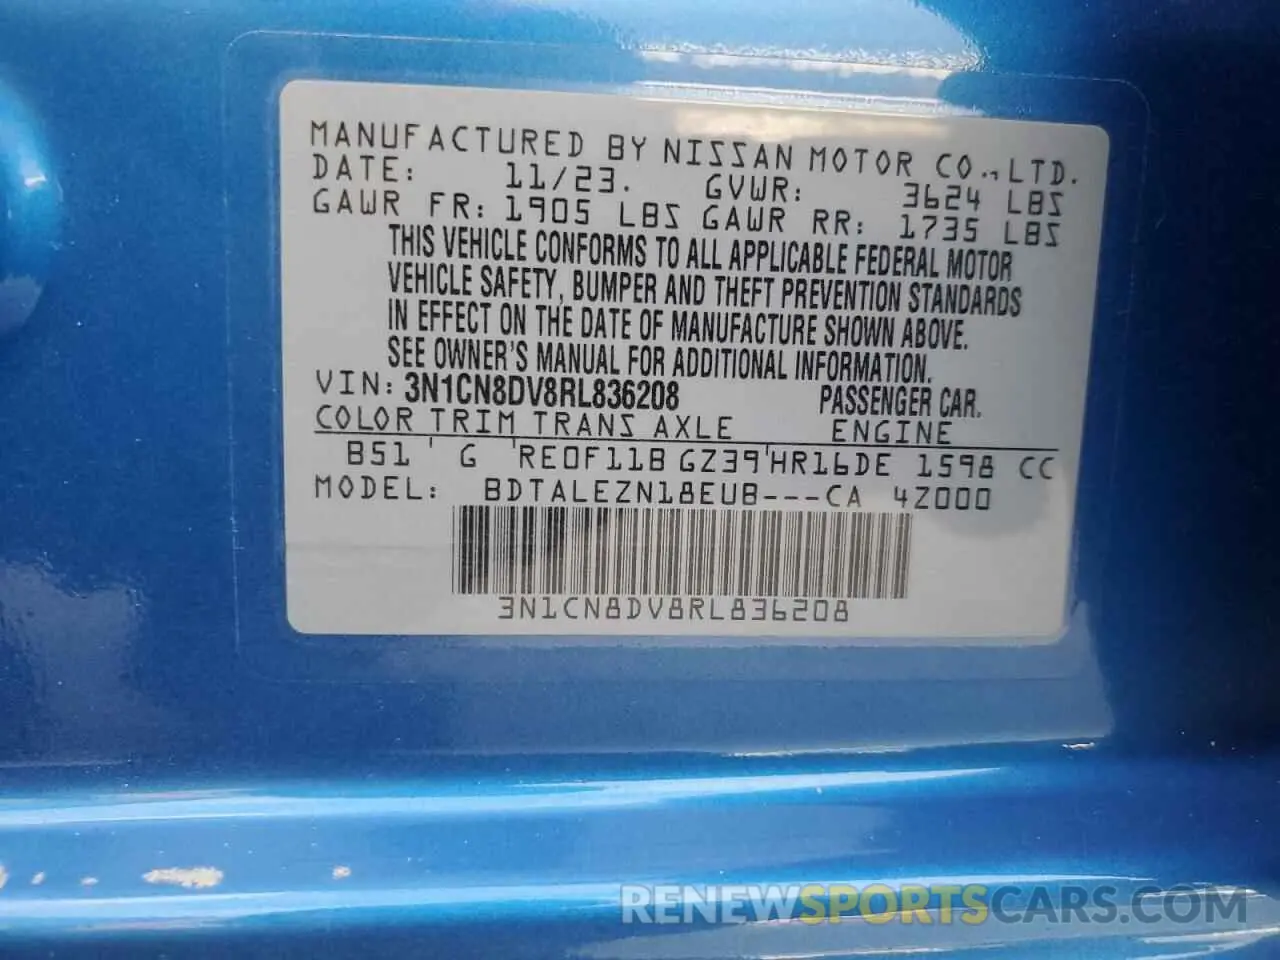 MANUFACTURED BY NISSAN MOTOR CO., LTD.
DATE: 11/23. GVWR: 3624 LBS
GAWR FR: 1905 LBS GAWR RR: 1735 LBS
THIS VEHICLE CONFORMS TO ALL APPLICABLE FEDERAL MOTOR
VEHICLE SAFETY, BUMPER AND THEFT PREVENTION STANDARDS
IN EFFECT ON THE DATE OF MANUFACTURE SHOWN ABOVE.
SEE OWNER'S MANUAL FOR ADDITIONAL INFORMATION.
VIN: 3N1CN8DV8RL836208 PASSENGER CAR.
COLOR TRIM TRANS AXLE ENGINE
B51 ' G 'RE0F11B GZ39'HR16DE 1598 CC
MODEL: BDTALEZN18EUB---CA 4Z000
3N1CN8DV8RL836208
RENEWSPORTSCARS.COM